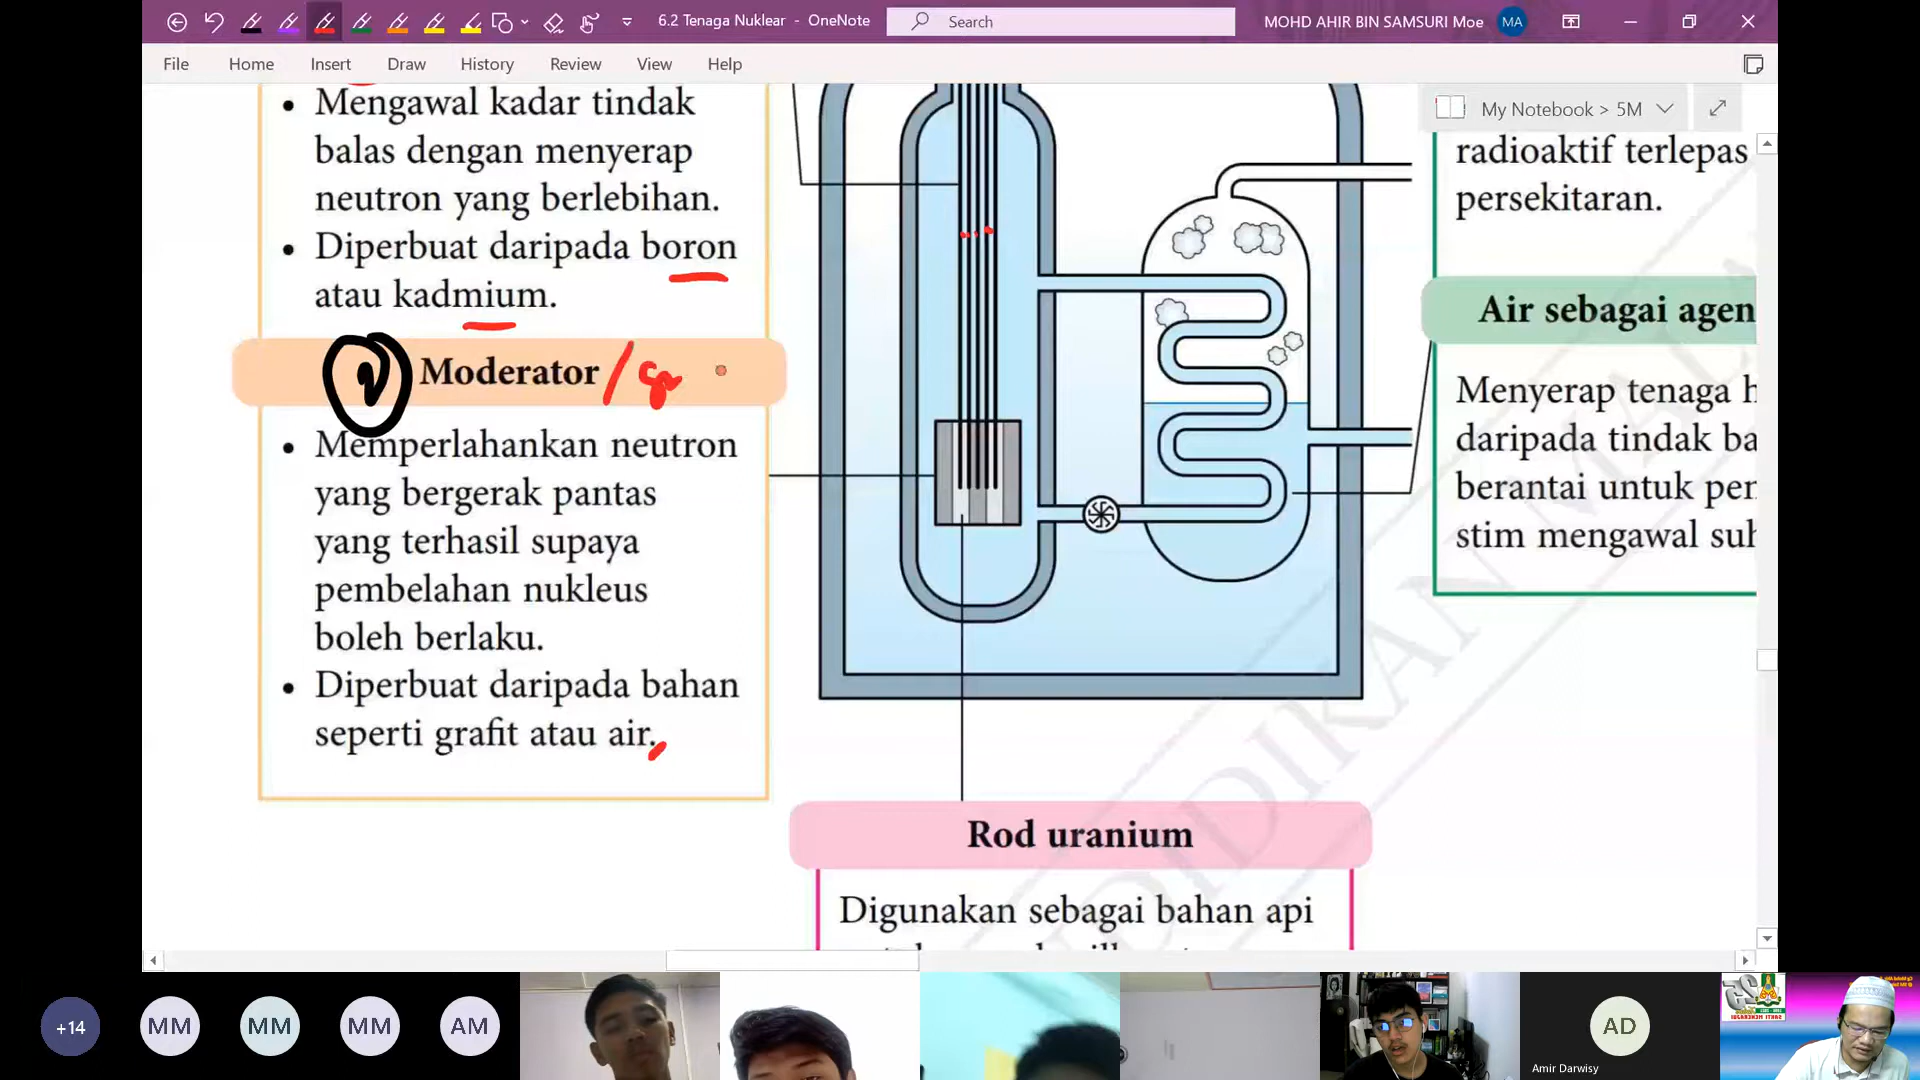 6.2 Tenaga Nuklear - OneNote
Search
MOHD AHIR BIN SAMSURI Moe
MA
File
Home
Insert
Draw
History
Review
View
Help
My Notebook > 5M
• Mengawal kadar tindak
balas dengan menyerap
neutron yang berlebihan.
• Diperbuat daripada boron
atau kadmium.
Moderator /
• Memperlahankan neutron
yang bergerak pantas
yang terhasil supaya
pembelahan nukleus
boleh berlaku.
• Diperbuat daripada bahan
seperti grafit atau air.
radioaktif terlepas
persekitaran.
Air sebagai agen
Menyerap tenaga h
daripada tindak ba
berantai untuk pen
stim mengawal suh
Rod uranium
Digunakan sebagai bahan api
+14
MM
MM
MM
AM
AD
Amir Darwisy
25